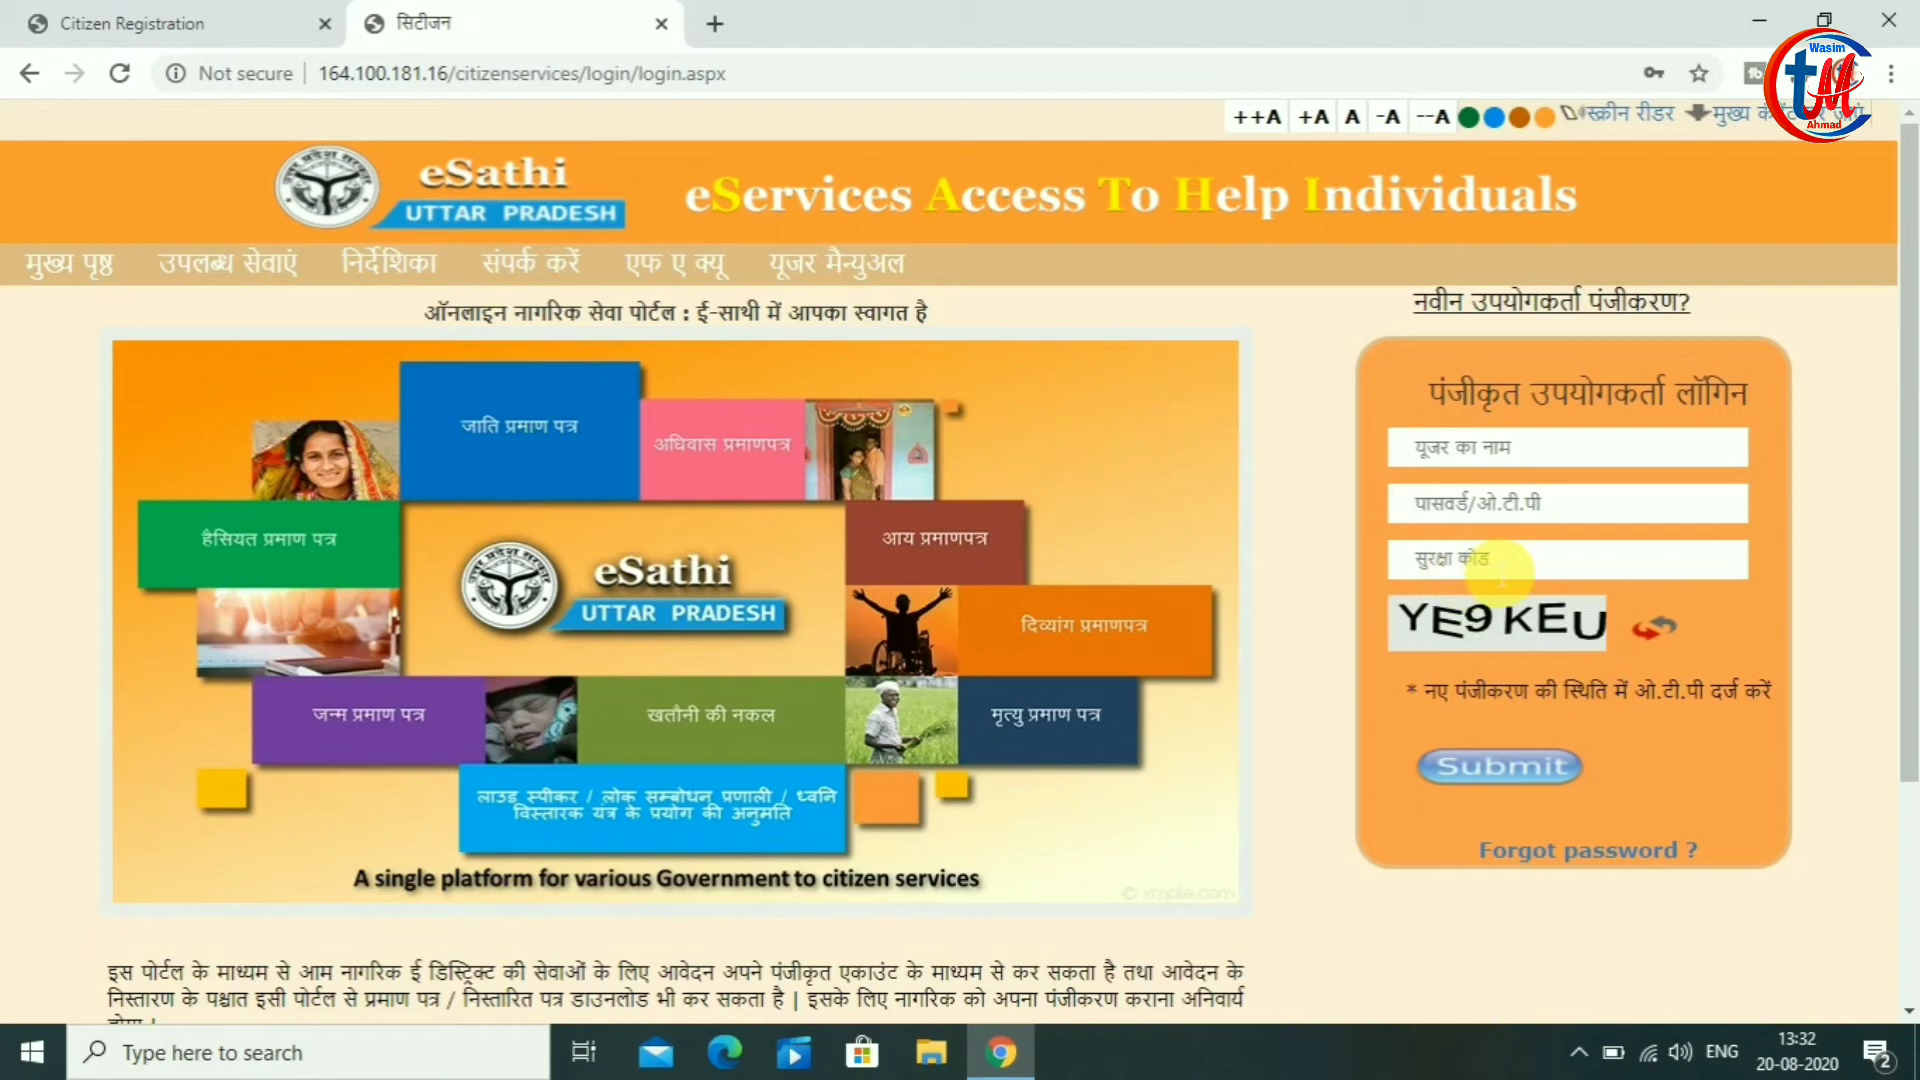 Citizen Registration
सिटीजन
Not secure
164.100.181.16/citizenservices/login/login.aspx
Wasim
tM
Ahmad
++A +A A -A --A
स्क्रीन रीडर
मुख्य
eSathi
UTTAR PRADESH
eServices Access To Help Individuals
मुख्य पृष्ठ उपलब्ध सेवाएं निर्देशिका संपर्क करें एफ ए क्यू यूजर मैन्युअल
ऑनलाइन नागरिक सेवा पोर्टल : ई-साथी में आपका स्वागत है
नवीन उपयोगकर्ता पंजीकरण?
जाति प्रमाण पत्र
अधिवास प्रमाणपत्र
हैसियत प्रमाण पत्र
eSathi
UTTAR PRADESH
आय प्रमाणपत्र
दिव्यांग प्रमाणपत्र
जन्म प्रमाण पत्र
खतौनी की नकल
मृत्यु प्रमाण पत्र
लाउड स्पीकर / लोक सम्बोधन प्रणाली / ध्वनि
विस्तारक यंत्र के प्रयोग की अनुमति
A single platform for various Government to citizen services
पंजीकृत उपयोगकर्ता लॉगिन
यूजर का नाम
पासवर्ड/ओ.टी.पी
सुरक्षा कोड
YE9KEU
* नए पंजीकरण की स्थिति में ओ.टी.पी दर्ज करें
Submit
Forgot password ?
इस पोर्टल के माध्यम से आम नागरिक ई डिस्ट्रिक्ट की सेवाओं के लिए आवेदन अपने पंजीकृत एकाउंट के माध्यम से कर सकता है तथा आवेदन के
निस्तारण के पश्चात इसी पोर्टल से प्रमाण पत्र / निस्तारित पत्र डाउनलोड भी कर सकता है | इसके लिए नागरिक को अपना पंजीकरण कराना अनिवार्य
Type here to search
ENG
13:32
20-08-2020
2